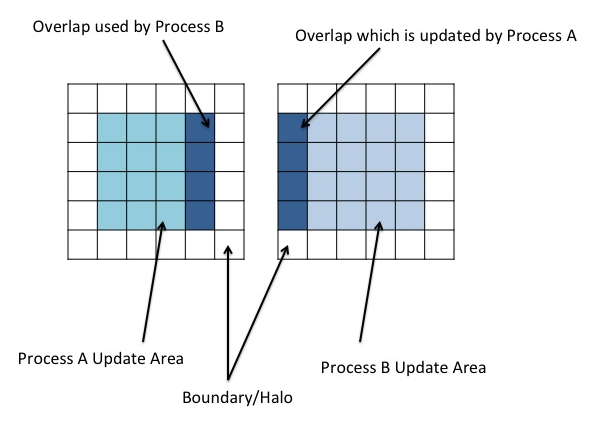 Overlap used by Process B
Overlap which is updated by Process A
Process A Update Area
Process B Update Area
Boundary/Halo